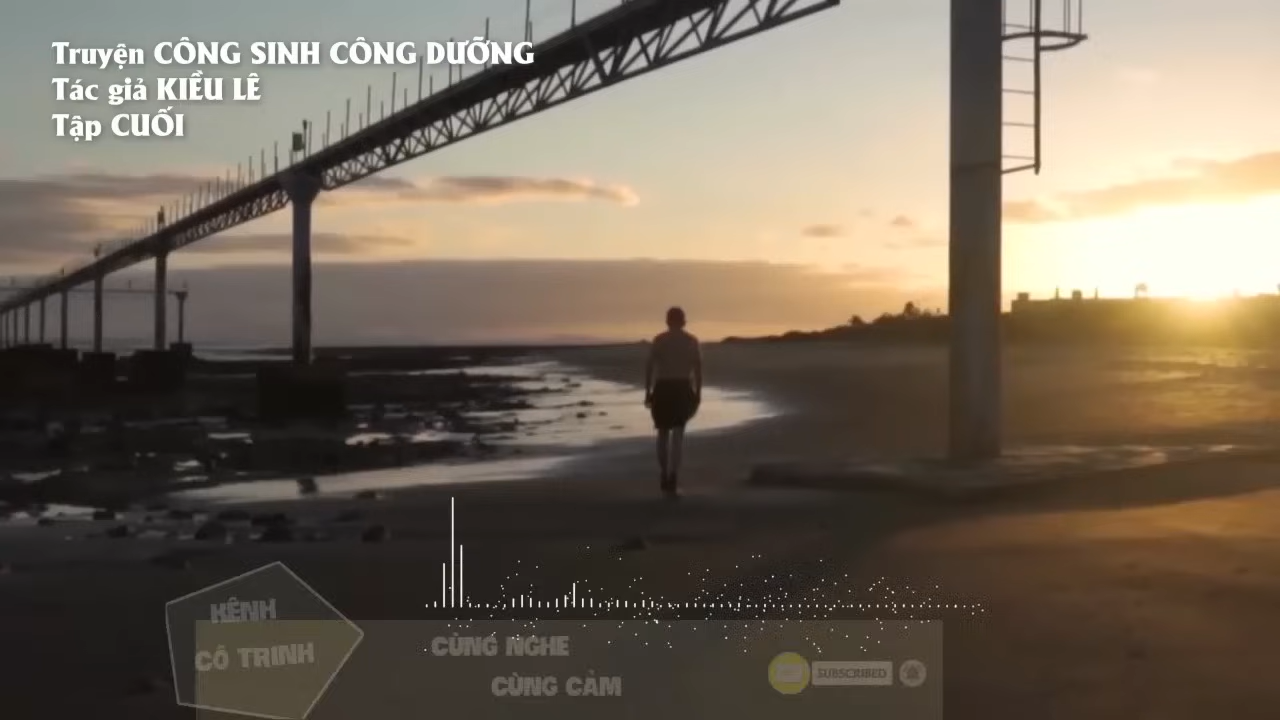 Truyện CÔNG SINH CÔNG DƯỠNG
Tác giả KIỀU LÊ
Tập CUỐI
KÊNH
CÔ TRINH
CÙNG NGHE
CÙNG CẢM
SUBSCRIBED